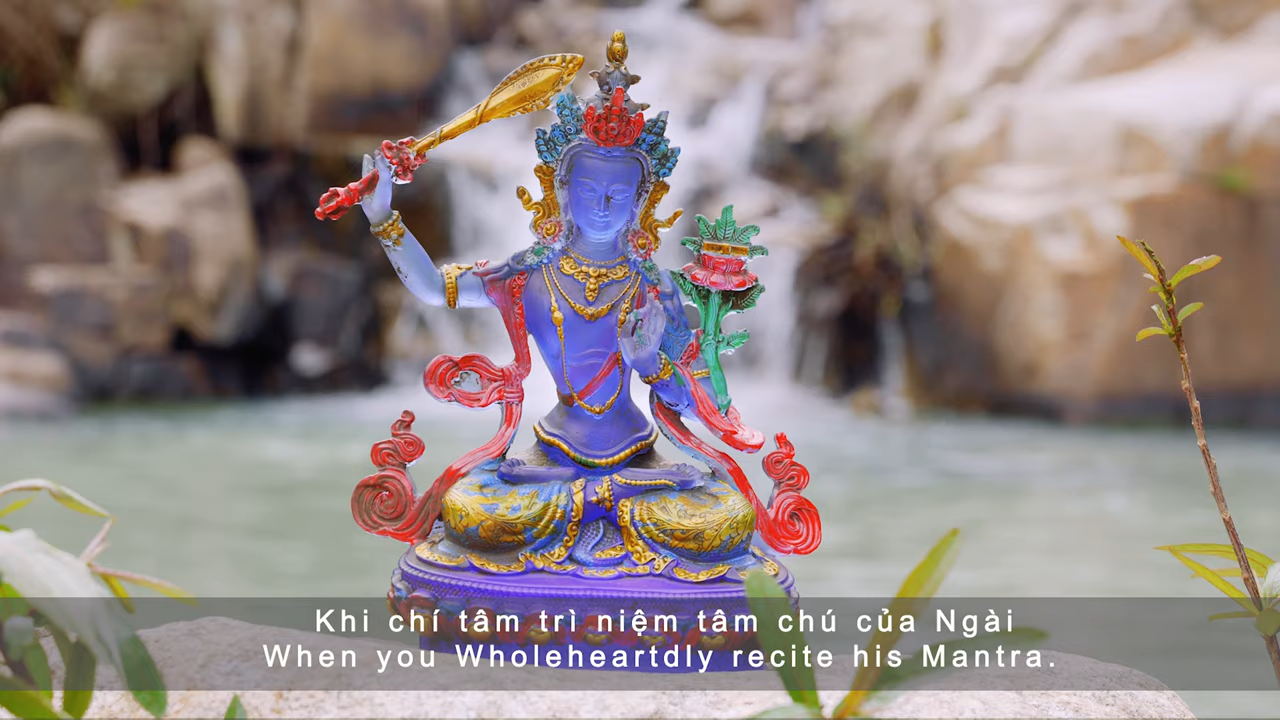 Khi chí tâm trì niệm tâm chú của Ngài
When you Wholeheartdly recite his Mantra.